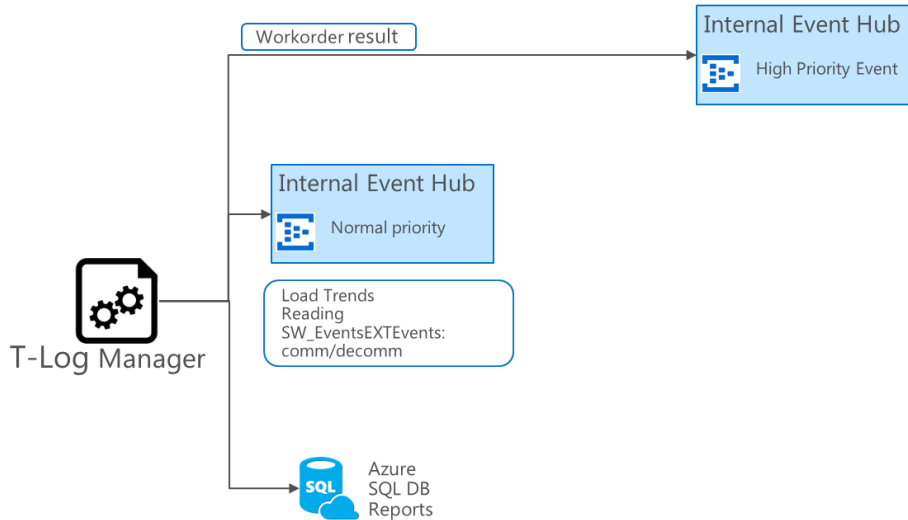 Workorder result
Internal Event Hub
High Priority Event
Internal Event Hub
Normal priority
Load Trends
Reading
SW_EventsEXTEvents:
comm/decomm
T-Log Manager
SQL
Azure
SQL DB
Reports